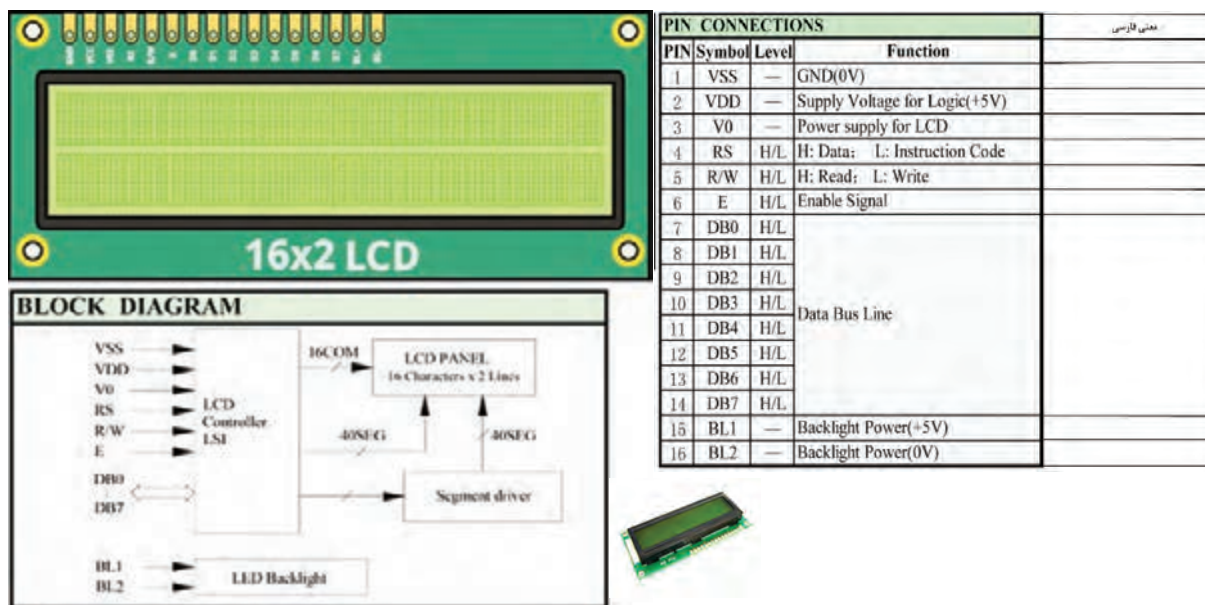 16x2 LCD
BLOCK DIAGRAM
VSS
VDD
V0
RS
R/W
E
DB0
DB7
BL1
BL2
LCD
Controller
LSI
16COM
LCD PANEL
16 Characters x 2 Lines
40SEG
40SEG
Segment driver
LED Backlight
PIN CONNECTIONS معنی فارسی
PIN Symbol Level Function
1 VSS — GND(0V)
2 VDD — Supply Voltage for Logic(+5V)
3 V0 — Power supply for LCD
4 RS H/L H: Data; L: Instruction Code
5 R/W H/L H: Read; L: Write
6 E H/L Enable Signal
7 DB0 H/L
8 DB1 H/L
9 DB2 H/L
10 DB3 H/L
Data Bus Line
11 DB4 H/L
12 DB5 H/L
13 DB6 H/L
14 DB7 H/L
15 BL1 — Backlight Power(+5V)
16 BL2 — Backlight Power(0V)